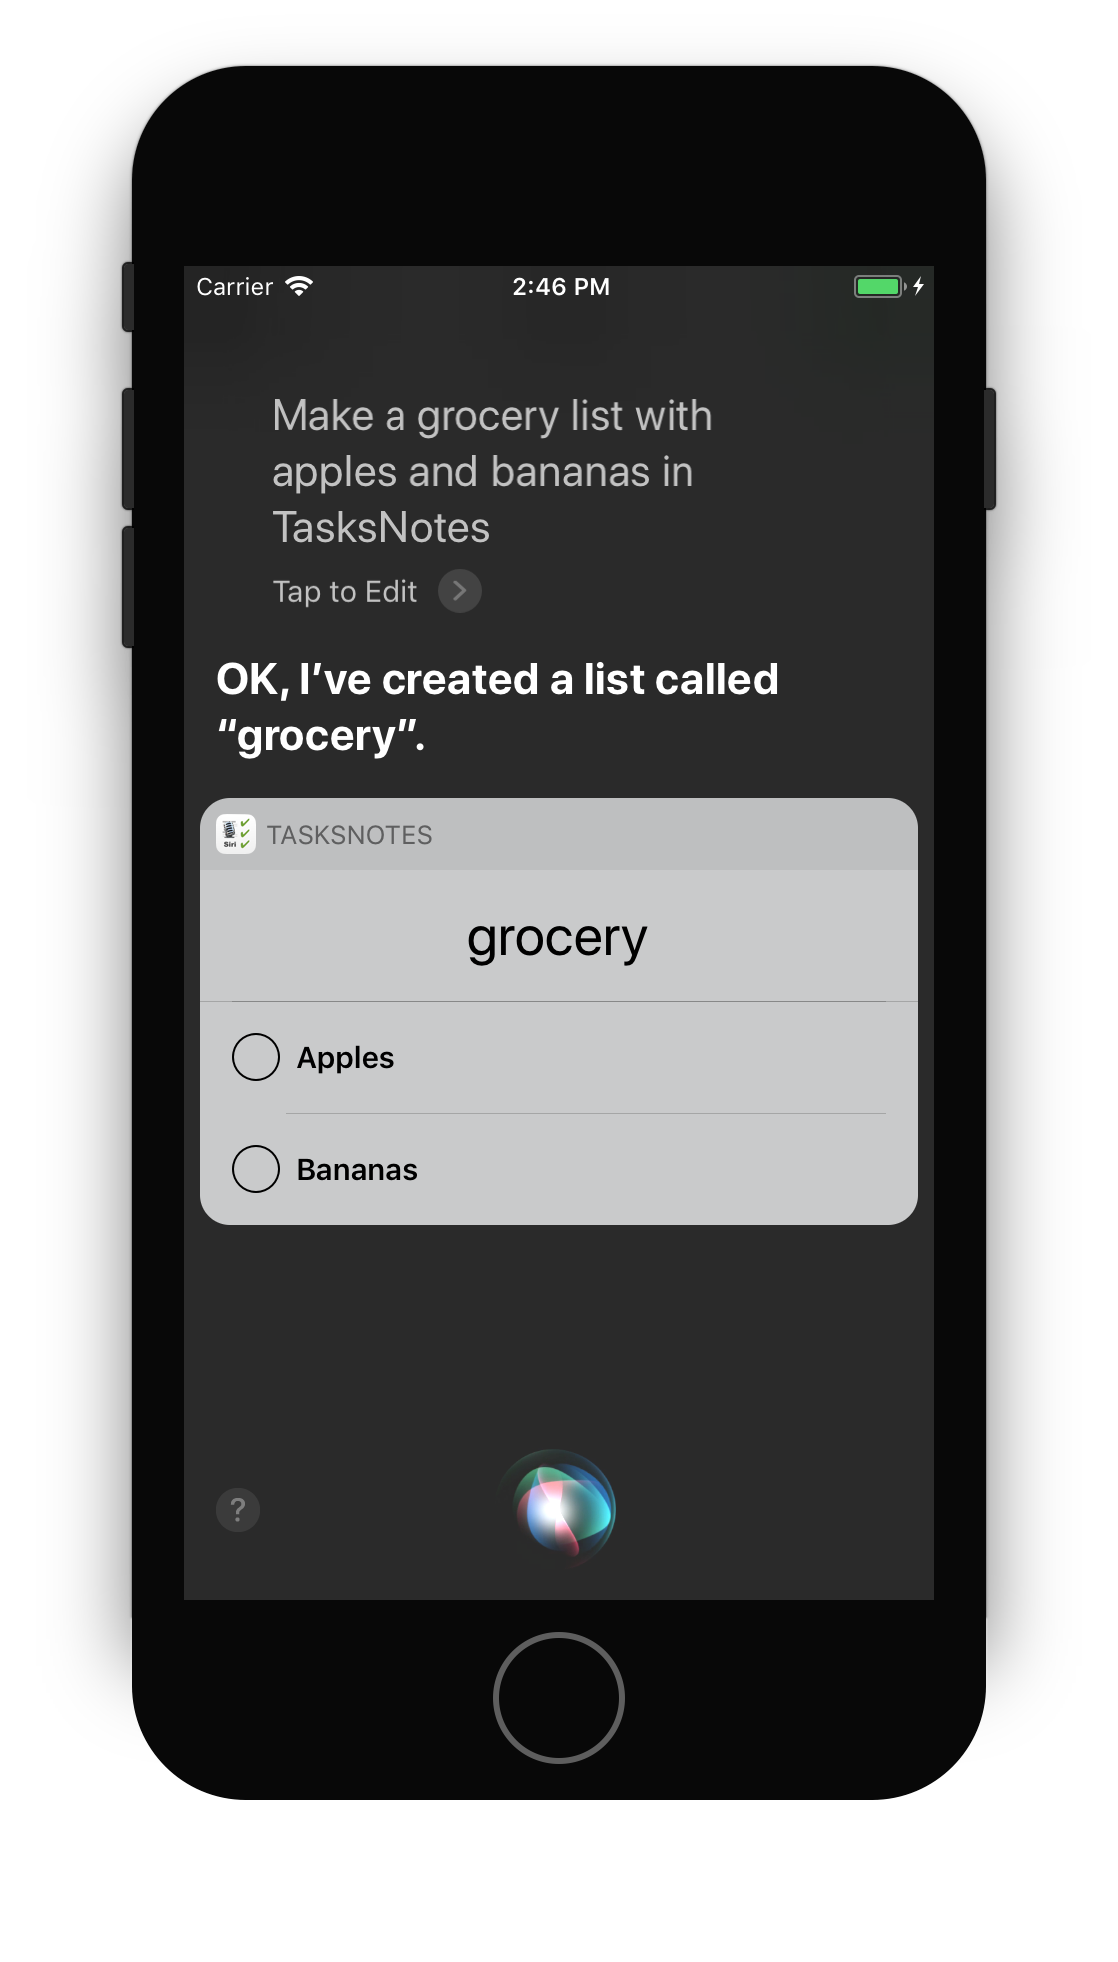 Carrier 2:46 PM
Make a grocery list with
apples and bananas in
TasksNotes
Tap to Edit
OK, I’ve created a list called
“grocery”.
Siri
TASKSNOTES
grocery
Apples
Bananas
?